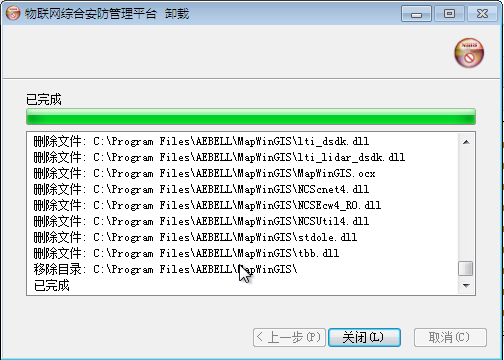 物联网综合安防管理平台 卸载
已完成
删除文件: C:\Program Files\AEBELL\MapWinGIS\lti_dsdk.dll
删除文件: C:\Program Files\AEBELL\MapWinGIS\lti_lidar_dsdk.dll
删除文件: C:\Program Files\AEBELL\MapWinGIS\MapWinGIS.ocx
删除文件: C:\Program Files\AEBELL\MapWinGIS\NCScnet4.dll
删除文件: C:\Program Files\AEBELL\MapWinGIS\NCSEcw4_RO.dll
删除文件: C:\Program Files\AEBELL\MapWinGIS\NCSUtil4.dll
删除文件: C:\Program Files\AEBELL\MapWinGIS\stdole.dll
删除文件: C:\Program Files\AEBELL\MapWinGIS\tbb.dll
移除目录: C:\Program Files\AEBELL\MapWinGIS\
已完成
< 上一步(P) 关闭(L) 取消(C)